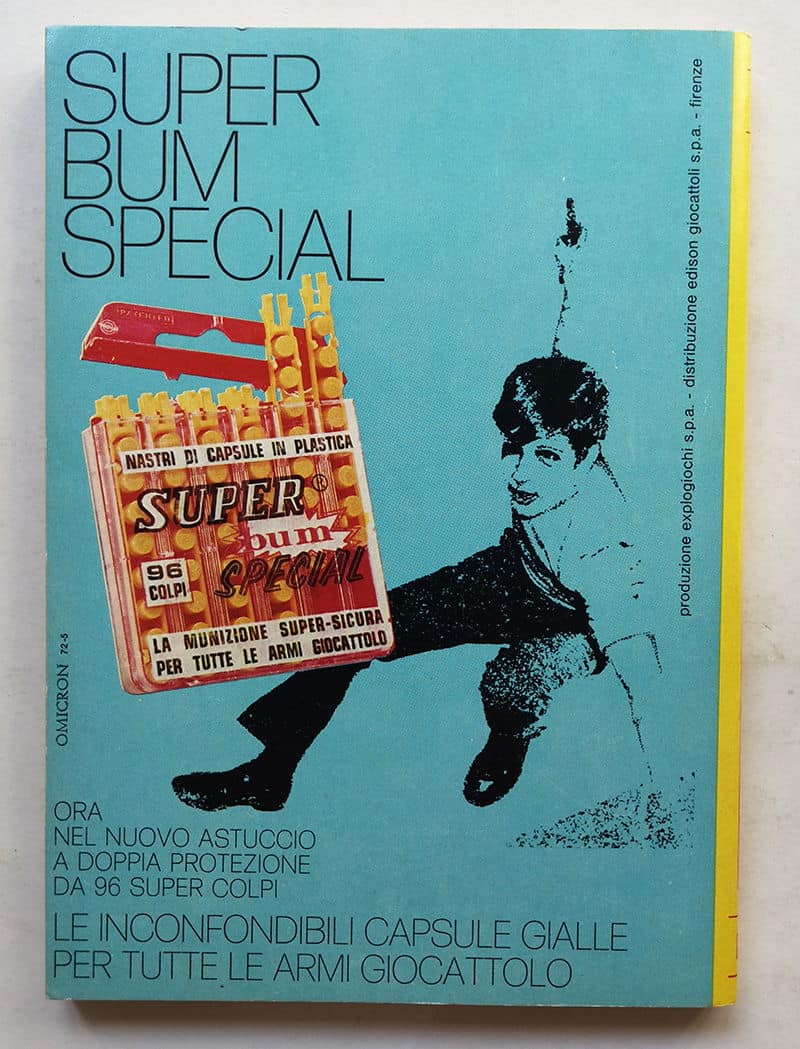 SUPER
BUM
SPECIAL
PATENTED
NASTRI DI CAPSULE IN PLASTICA
SUPER®
bum
SPECIAL
96
COLPI
LA MUNIZIONE SUPER-SICURA
PER TUTTE LE ARMI GIOCATTOLO
produzione explogiochi s.p.a. - distribuzione edison giocattoli s.p.a. - firenze
OMICRON 72-5
ORA
NEL NUOVO ASTUCCIO
A DOPPIA PROTEZIONE
DA 96 SUPER COLPI
LE INCONFONDIBILI CAPSULE GIALLE
PER TUTTE LE ARMI GIOCATTOLO